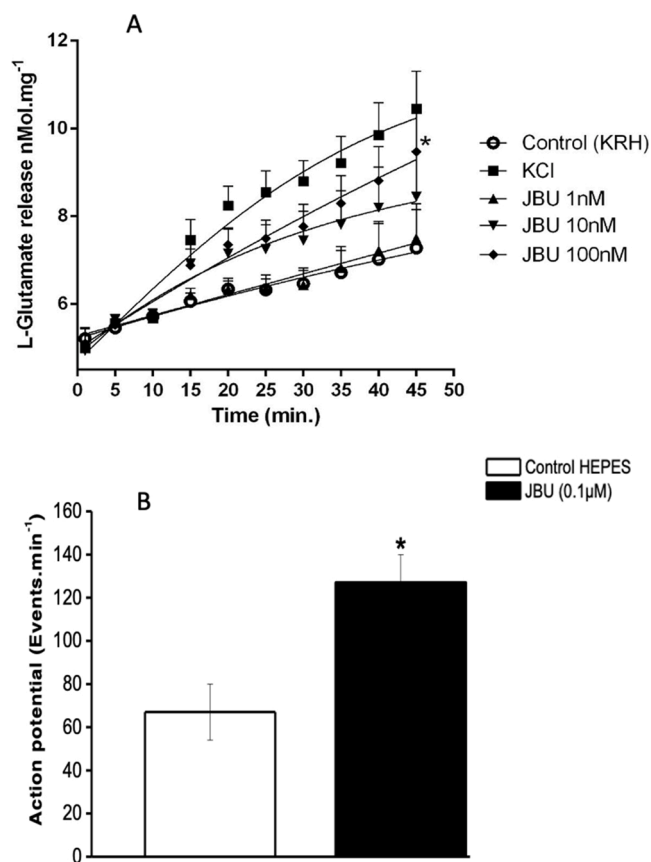 A
L-Glutamate release nMol.mg-1
12
10
8
6
0 5 10 15 20 25 30 35 40 45 50
Time (min.)
*
Control (KRH)
KCl
JBU 1nM
JBU 10nM
JBU 100nM
B
Control HEPES
JBU (0.1µM)
Action potential (Events.min-1)
160
140
120
100
80
60
40
20
0
*